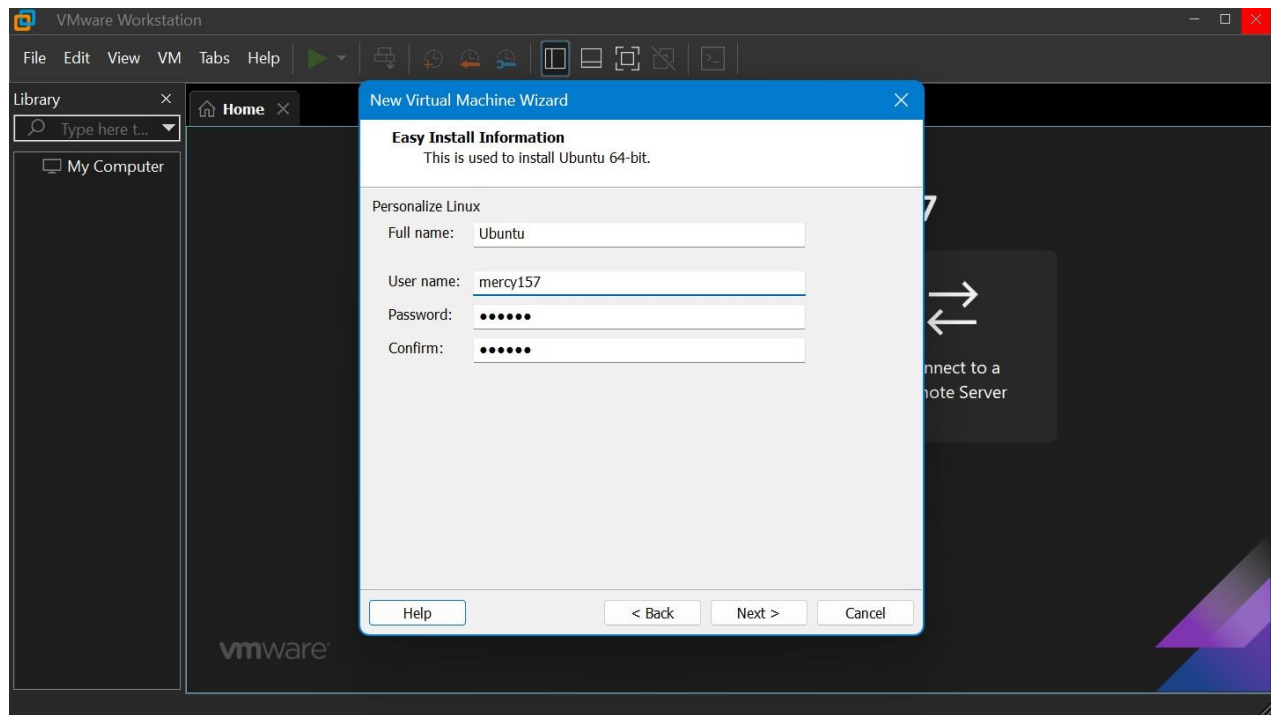 VMware Workstation
File Edit View VM Tabs Help
Library
Type here t...
My Computer
Home
New Virtual Machine Wizard
Easy Install Information
This is used to install Ubuntu 64-bit.
Personalize Linux
Full name: Ubuntu
User name: mercy157
Password: ●●●●●●
Confirm: ●●●●●●
Help < Back Next > Cancel
7
nnect to a
ote Server
vmware